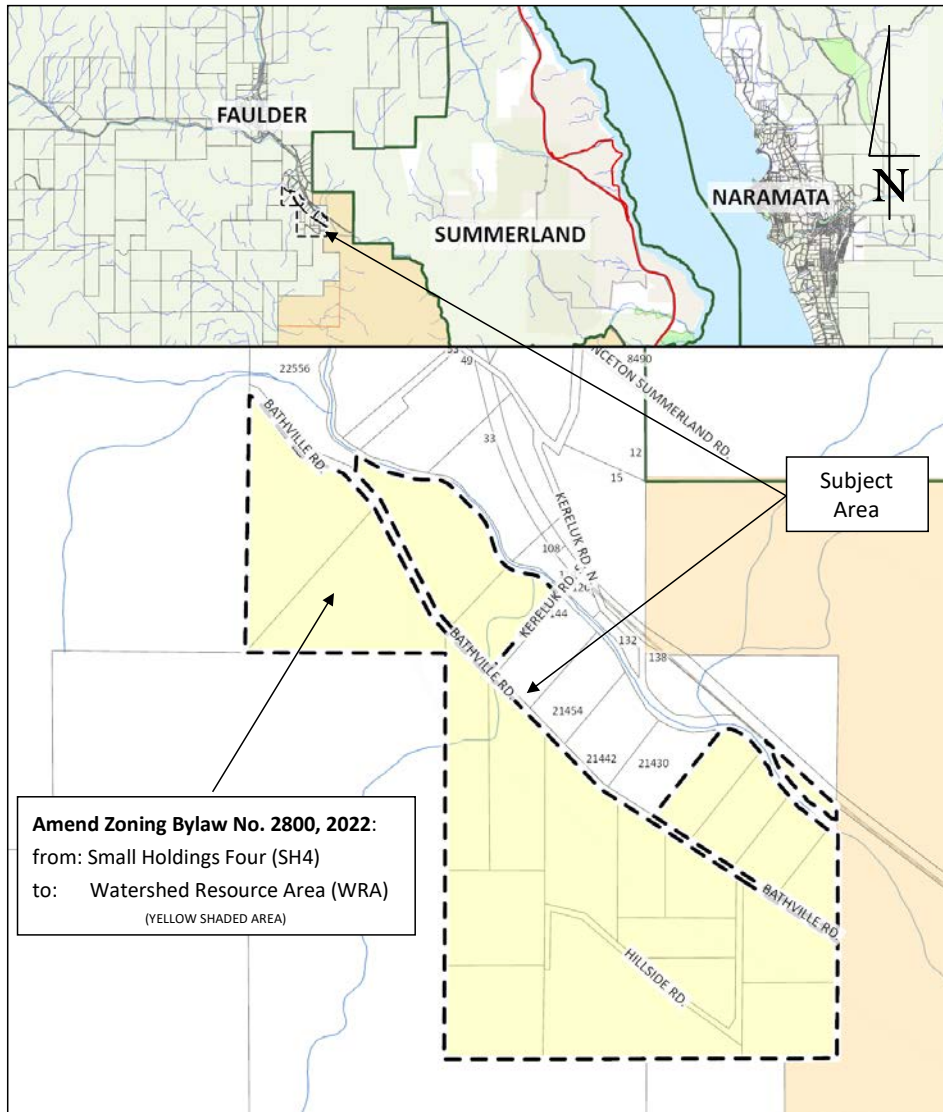 FAULDER
SUMMERLAND
NARAMATA
N
22556
49
8490
NCETON SUMMERLAND RD.
BATHVILLE RD.
33
12
15
KERELUK RD. N.
Subject
Area
108
KERELUK RD.
144
132
138
BATHVILLE RD.
21454
21442
21430
Amend Zoning Bylaw No. 2800, 2022:
from: Small Holdings Four (SH4)
to: Watershed Resource Area (WRA)
(YELLOW SHADED AREA)
BATHVILLE RD.
HILLSIDE RD.